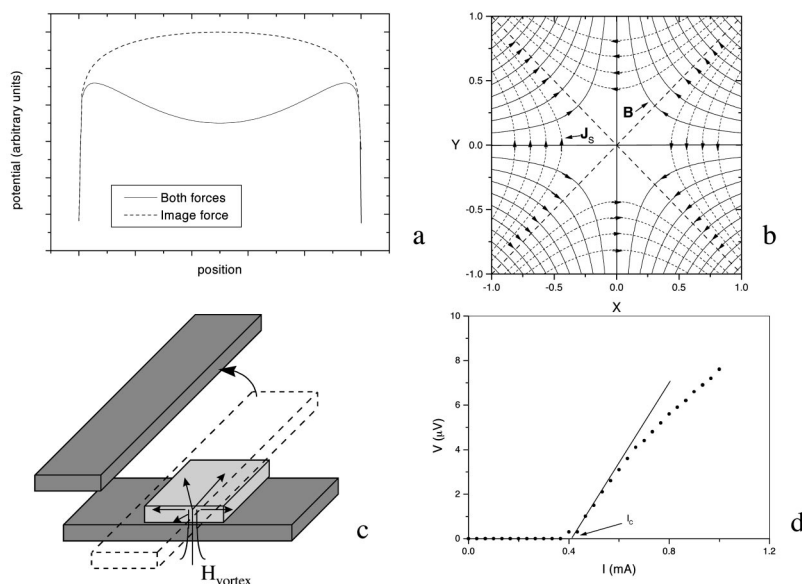 potential (arbitrary units)
Both forces
Image force
position
a
1.0
0.5
Y 0.0
-0.5
-1.0
-1.0 -0.5 0.0 0.5 1.0
X
B
J_S
b
H_vortex
c
V (μV)
10
8
6
4
2
0
0.0 0.4 0.8 1.2
I (mA)
I_c
d